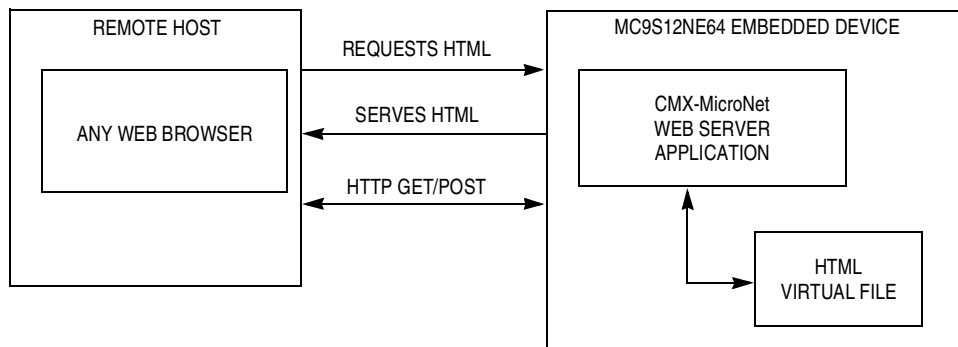 REMOTE HOST
ANY WEB BROWSER
REQUESTS HTML
SERVES HTML
HTTP GET/POST
MC9S12NE64 EMBEDDED DEVICE
CMX-MicroNet
WEB SERVER
APPLICATION
HTML
VIRTUAL FILE